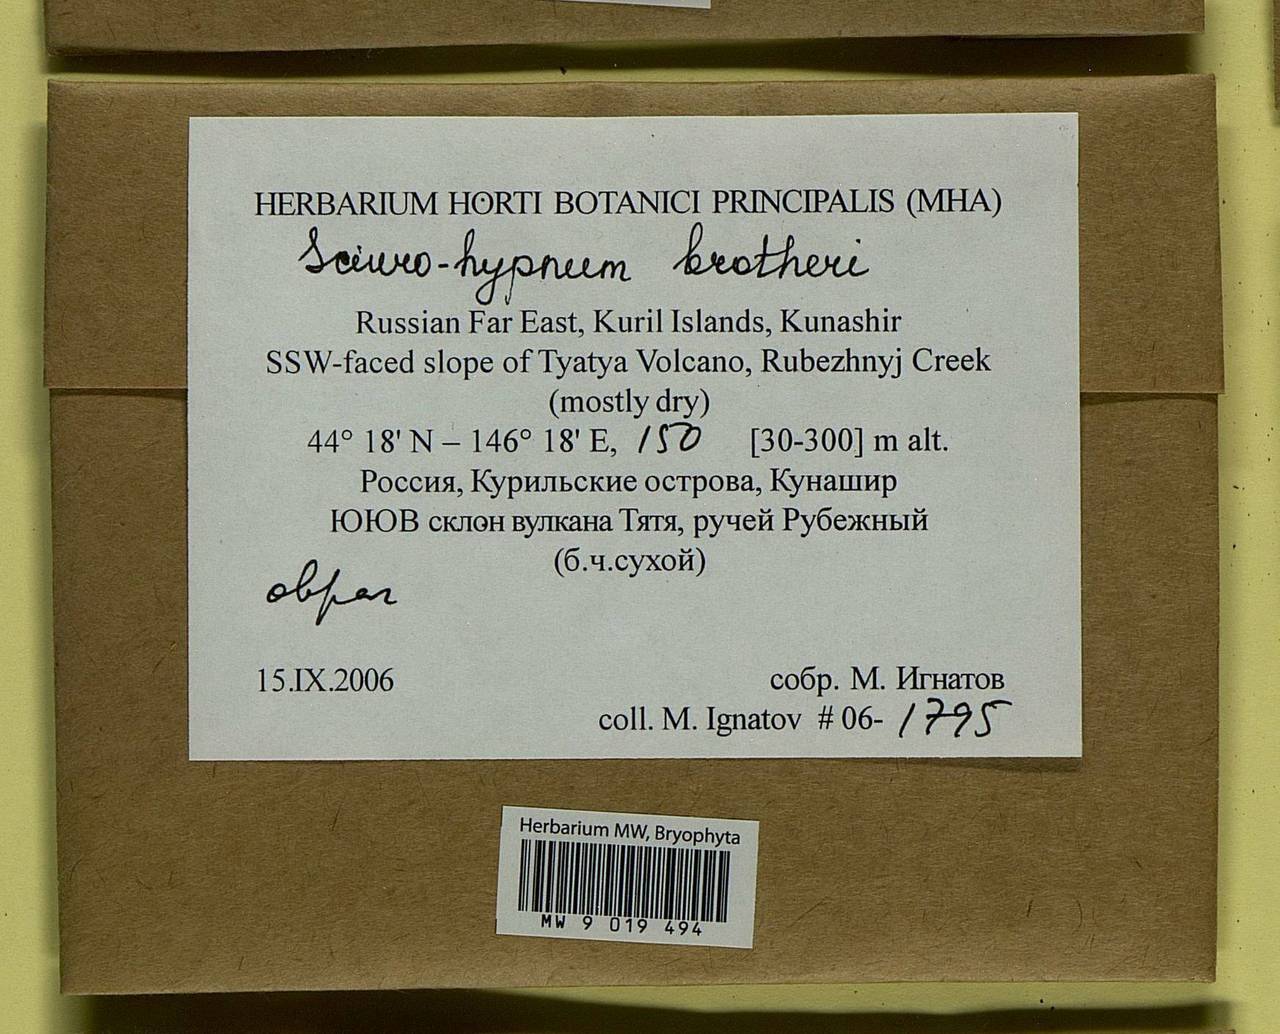 HERBARIUM HORTI BOTANICI PRINCIPALIS (MHA)
Sciuro-hypnum brotheri
Russian Far East, Kuril Islands, Kunashir
SSW-faced slope of Tyatya Volcano, Rubezhnyj Creek
(mostly dry)
44° 18' N – 146° 18' E, 150 [30-300] m alt.
Россия, Курильские острова, Кунашир
ЮЮВ склон вулкана Тятя, ручей Рубежный
(б.ч.сухой)
овраг
15.IX.2006
собр. М. Игнатов
coll. M. Ignatov # 06- 1795
Herbarium MW, Bryophyta
MW 9 019 494